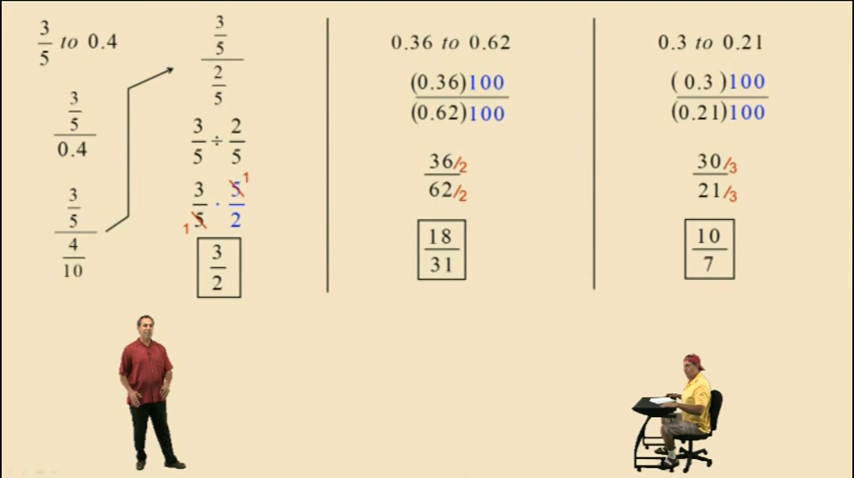 3/5 to 0.4
(3/5)/0.4
(3/5)/(4/10)
(3/5)/(2/5)
3/5 ÷ 2/5
3/5 · 5/2 1 1
3/2
0.36 to 0.62
(0.36)100
(0.62)100
36/2
62/2
18
31
0.3 to 0.21
( 0.3 )100
(0.21)100
30/3
21/3
10
7